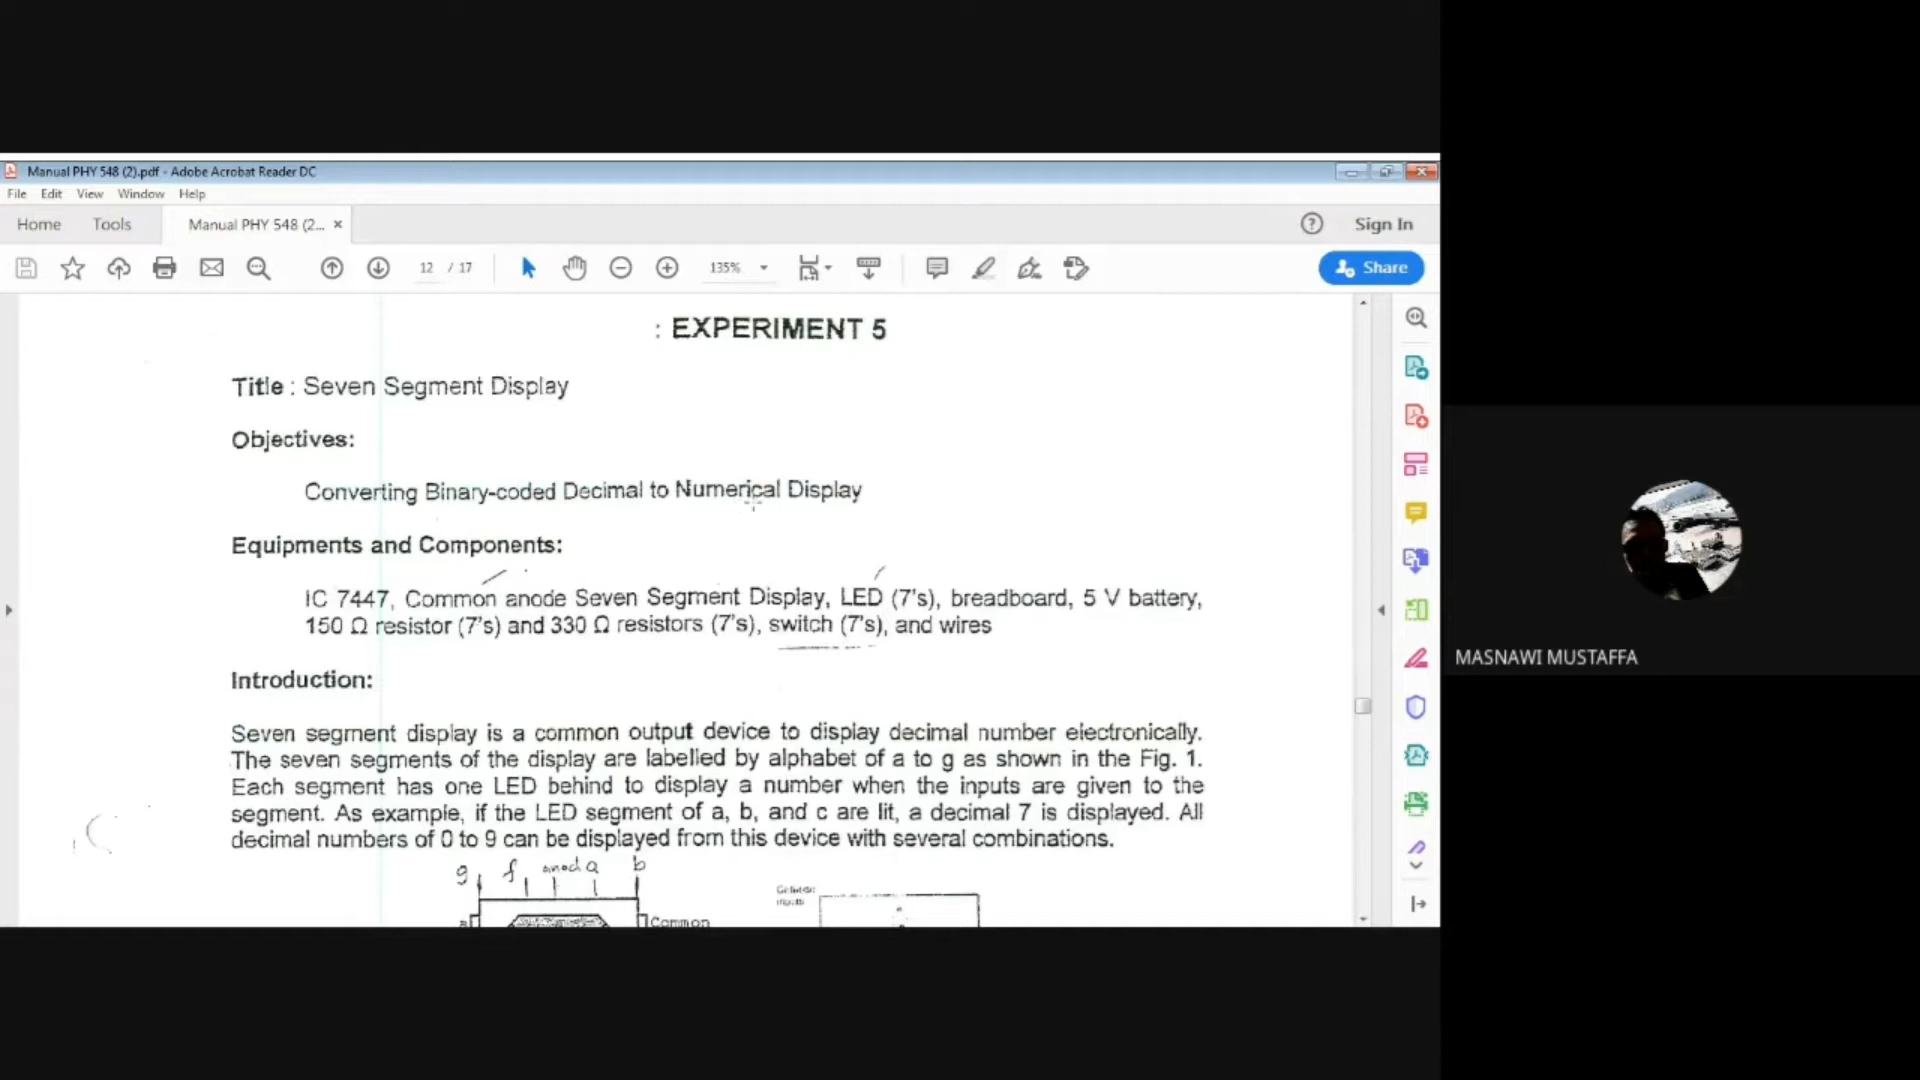 Manual PHY 548 (2).pdf - Adobe Acrobat Reader DC
File Edit View Window Help
Home Tools Manual PHY 548 (2... × Sign In
12 / 17 135% Share
: EXPERIMENT 5
Title : Seven Segment Display
Objectives:
Converting Binary-coded Decimal to Numerical Display
Equipments and Components:
IC 7447, Common anode Seven Segment Display, LED (7's), breadboard, 5 V battery,
150 Ω resistor (7's) and 330 Ω resistors (7's), switch (7's), and wires
Introduction:
Seven segment display is a common output device to display decimal number electronically.
The seven segments of the display are labelled by alphabet of a to g as shown in the Fig. 1.
Each segment has one LED behind to display a number when the inputs are given to the
segment. As example, if the LED segment of a, b, and c are lit, a decimal 7 is displayed. All
decimal numbers of 0 to 9 can be displayed from this device with several combinations.
g f a b
Common
inputs
MASNAWI MUSTAFFA